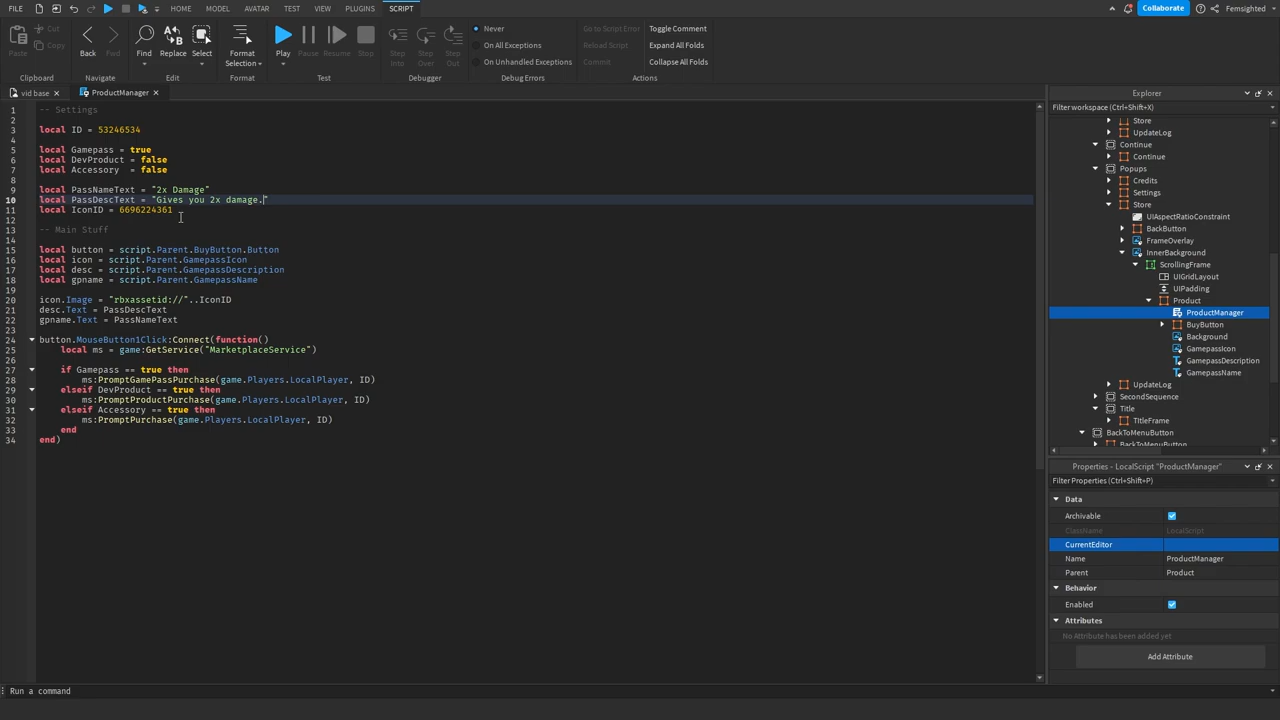 FILE HOME MODEL AVATAR TEST VIEW PLUGINS SCRIPT Collaborate Share Femsighted
Paste Cut Copy Back Fwd Find Replace Select Format Selection Play Pause Resume Stop Step Into Step Over Step Out Never On All Exceptions On Unhandled Exceptions Go to Script Error Reload Script Commit Toggle Comment Expand All Folds Collapse All Folds
Clipboard Navigate Edit Format Test Debugger Debug Errors Actions
vid base ProductManager
1 -- Settings
2
3 local ID = 53246534
4
5 local Gamepass = true
6 local DevProduct = false
7 local Accessory = false
8
9 local PassNameText = "2x Damage"
10 local PassDescText = "Gives you 2x damage."
11 local IconID = 6696224361
12
13 -- Main Stuff
14
15 local button = script.Parent.BuyButton.Button
16 local icon = script.Parent.GamepassIcon
17 local desc = script.Parent.GamepassDescription
18 local gpname = script.Parent.GamepassName
19
20 icon.Image = "rbxassetid://"..IconID
21 desc.Text = PassDescText
22 gpname.Text = PassNameText
23
24 button.MouseButton1Click:Connect(function()
25 local ms = game:GetService("MarketplaceService")
26
27 if Gamepass == true then
28 ms:PromptGamePassPurchase(game.Players.LocalPlayer, ID)
29 elseif DevProduct == true then
30 ms:PromptProductPurchase(game.Players.LocalPlayer, ID)
31 elseif Accessory == true then
32 ms:PromptPurchase(game.Players.LocalPlayer, ID)
33 end
34 end)
Explorer
Filter workspace (Ctrl+Shift+X)
Store
UpdateLog
Continue
Continue
Popups
Credits
Settings
Store
UIAspectRatioConstraint
BackButton
FrameOverlay
InnerBackground
ScrollingFrame
UIGridLayout
UIPadding
Product
ProductManager
BuyButton
Background
GamepassIcon
GamepassDescription
GamepassName
UpdateLog
SecondSequence
Title
TitleFrame
BackToMenuButton
BackToMenuButton
Properties - LocalScript "ProductManager"
Filter Properties (Ctrl+Shift+P)
Data
Archivable
ClassName LocalScript
CurrentEditor
Name ProductManager
Parent Product
Behavior
Enabled
Attributes
No Attribute has been added yet
Add Attribute
Run a command